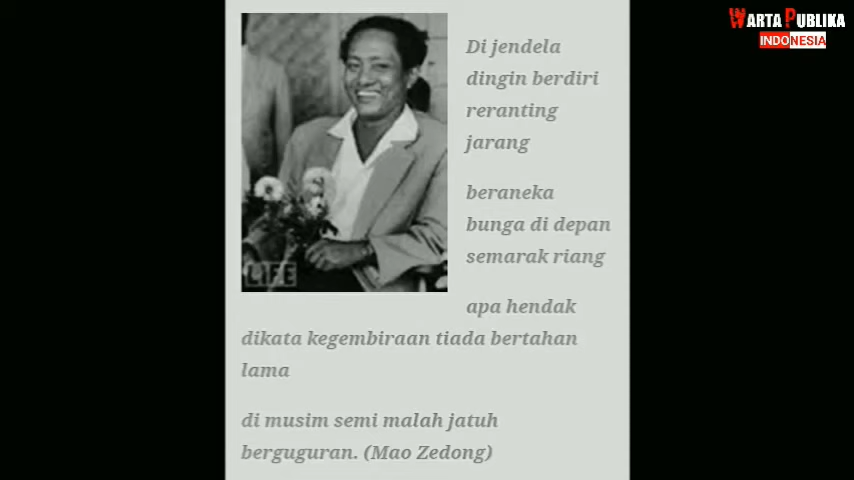 WARTA PUBLIKA
INDONESIA
Di jendela
dingin berdiri
reranting
jarang
beraneka
bunga di depan
semarak riang
apa hendak
dikata kegembiraan tiada bertahan
lama
di musim semi malah jatuh
berguguran. (Mao Zedong)
LIFE